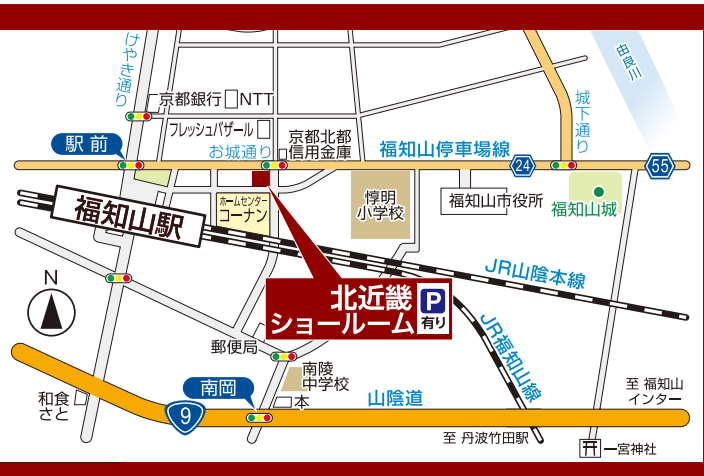 けやき通り
由良川
京都銀行
NTT
城下通り
フレッシュバザール
駅前
お城通り
京都北都
信用金庫
福知山停車場線
24
55
福知山駅
ホームセンター
コーナン
惇明
小学校
福知山市役所
福知山城
N
北近畿
ショールーム
P
有り
JR山陰本線
JR福知山線
郵便局
南陵
中学校
本
南岡
和食
さと
9
山陰道
至 福知山
インター
至 丹波竹田駅
一宮神社